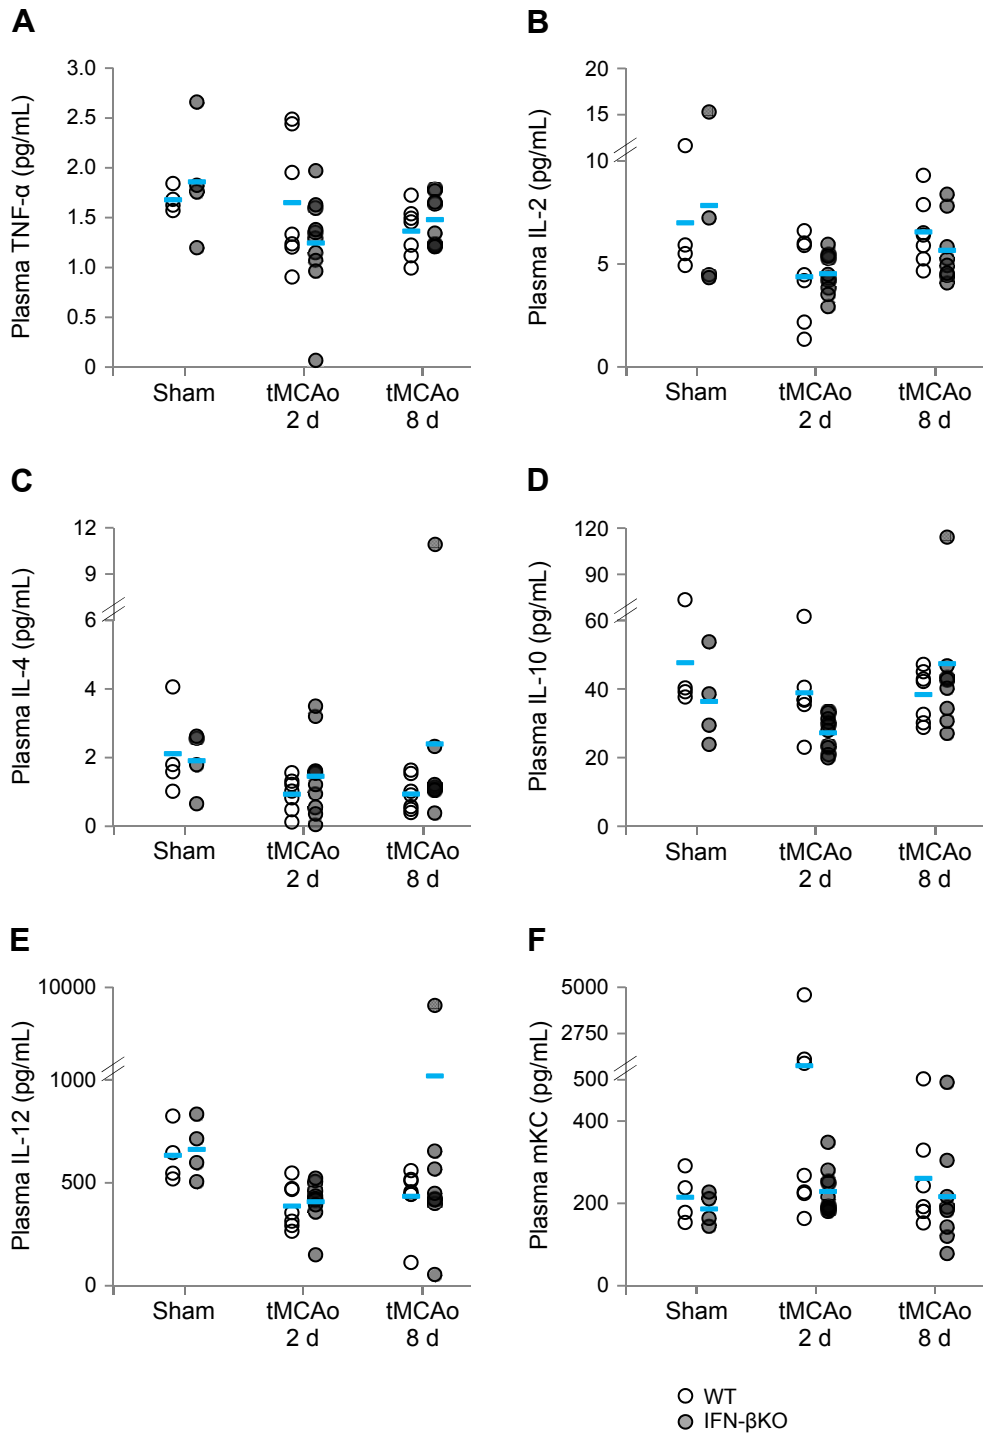 A
Plasma TNF-α (pg/mL)
3.0
2.5
2.0
1.5
1.0
0.5
0
Sham
tMCAo
2 d
tMCAo
8 d
B
Plasma IL-2 (pg/mL)
20
15
10
5
0
Sham
tMCAo
2 d
tMCAo
8 d
C
Plasma IL-4 (pg/mL)
12
9
6
4
2
0
Sham
tMCAo
2 d
tMCAo
8 d
D
Plasma IL-10 (pg/mL)
120
90
60
40
20
0
Sham
tMCAo
2 d
tMCAo
8 d
E
Plasma IL-12 (pg/mL)
10000
1000
500
0
Sham
tMCAo
2 d
tMCAo
8 d
F
Plasma mKC (pg/mL)
5000
2750
500
400
200
0
Sham
tMCAo
2 d
tMCAo
8 d
WT
IFN-βKO